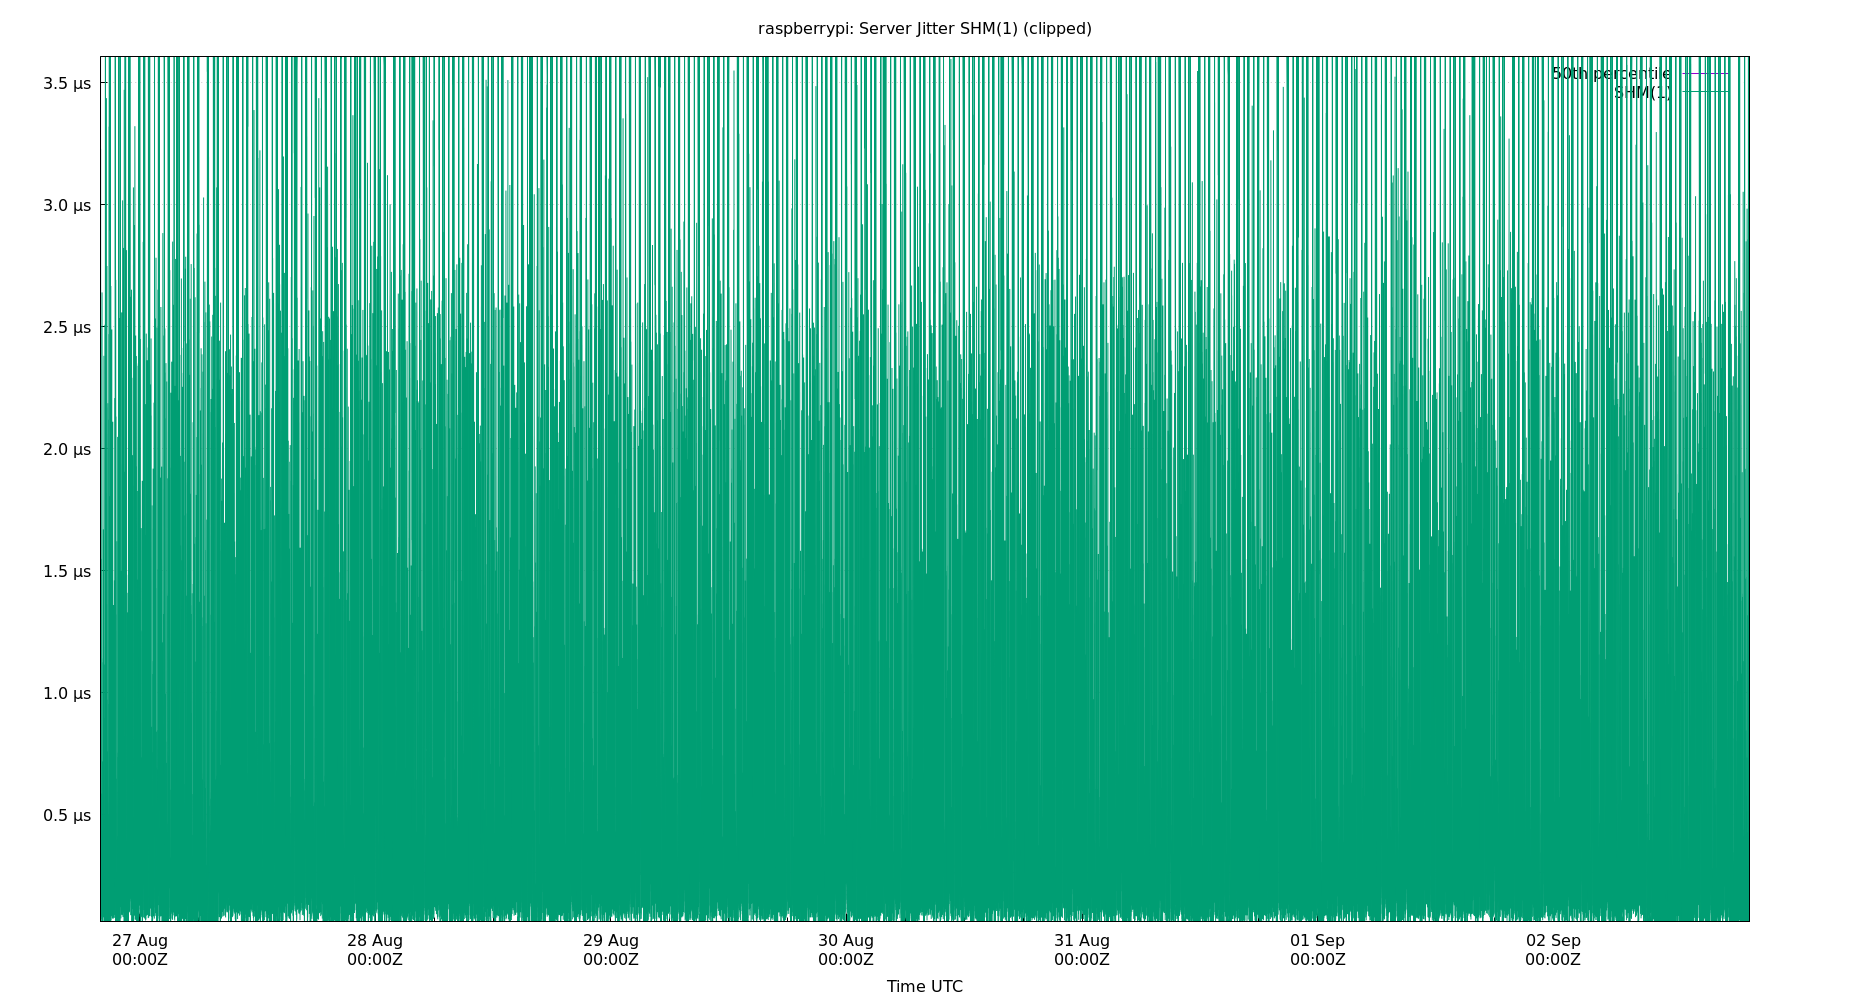 raspberrypi: Server Jitter SHM(1) (clipped)
50th percentile
SHM(1)
3.5 µs
3.0 µs
2.5 µs
2.0 µs
1.5 µs
1.0 µs
0.5 µs
27 Aug 28 Aug 29 Aug 30 Aug 31 Aug 01 Sep 02 Sep
00:00Z 00:00Z 00:00Z 00:00Z 00:00Z 00:00Z 00:00Z
Time UTC